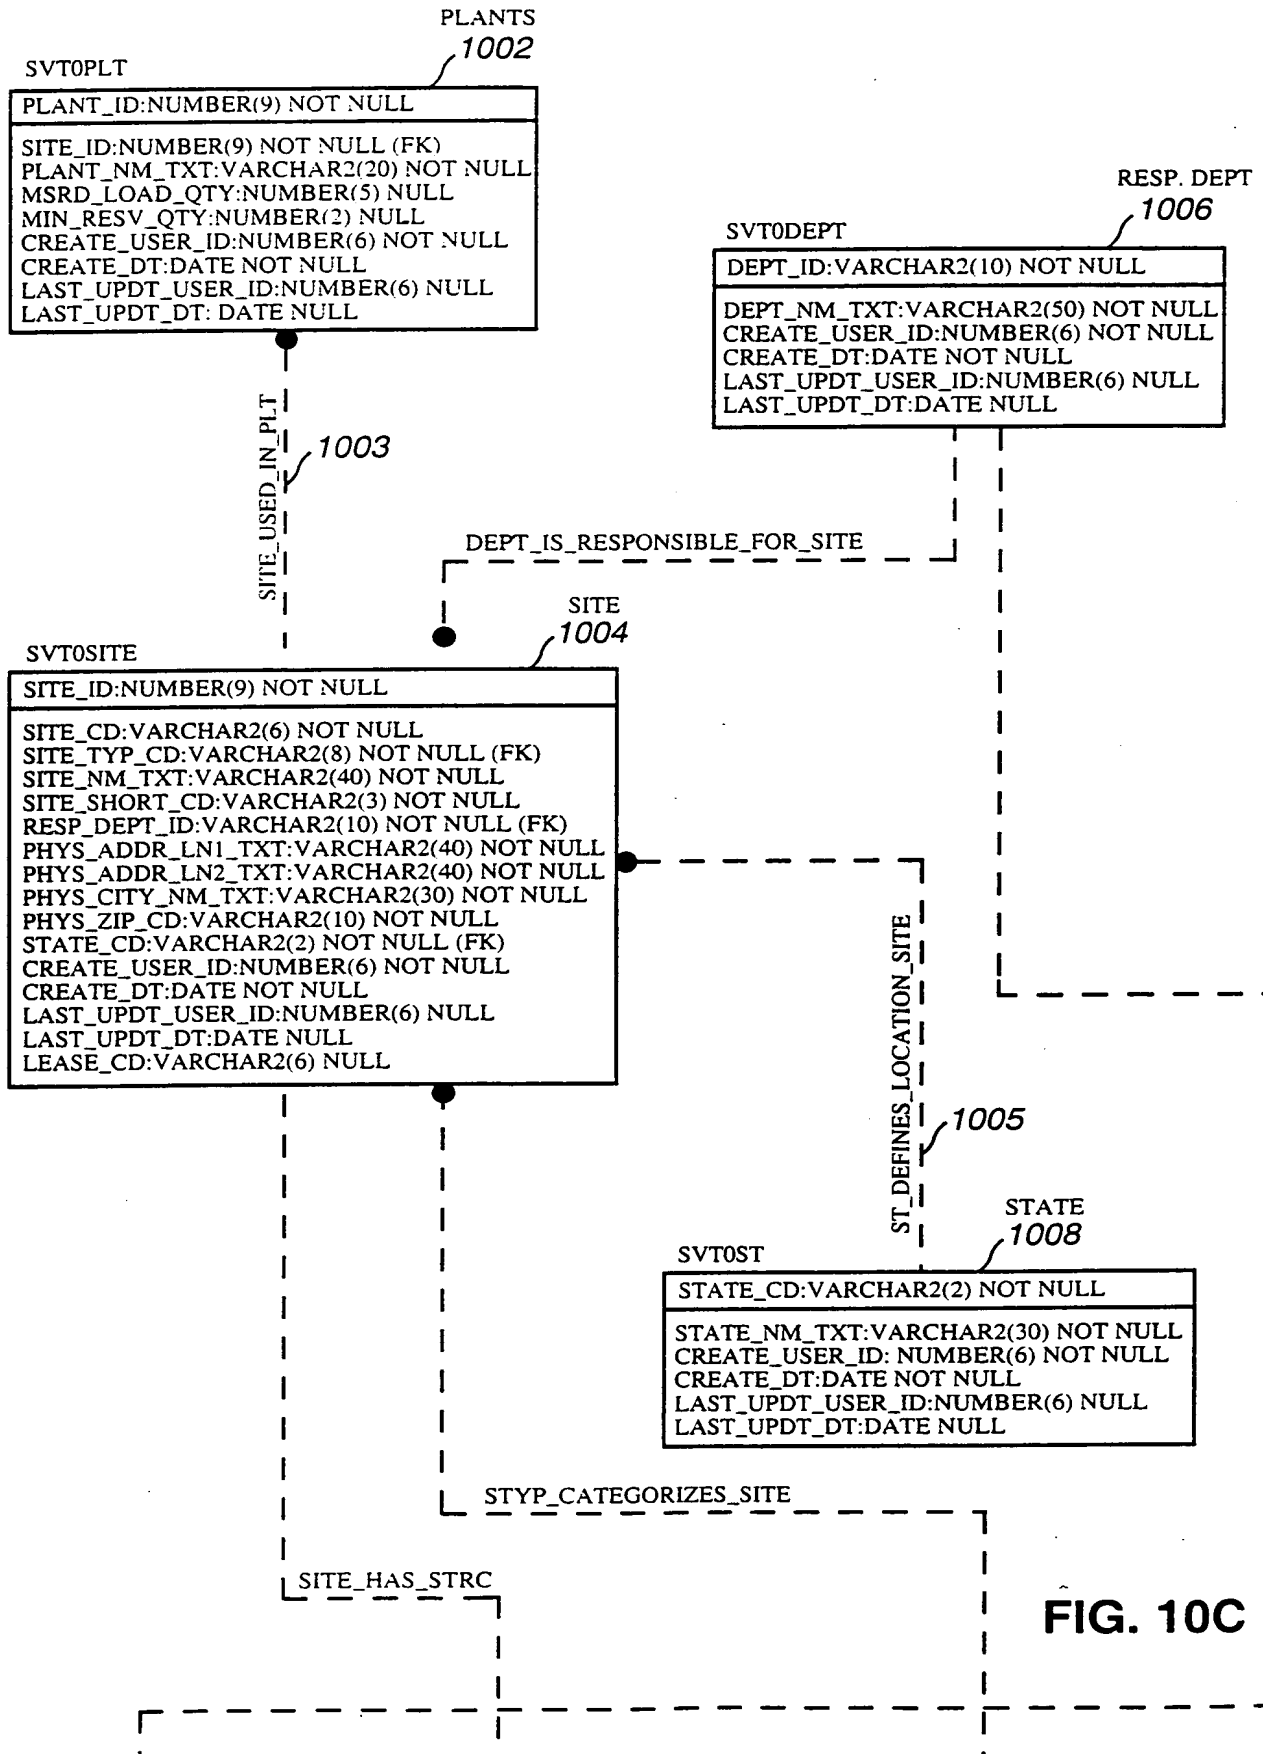 PLANTS
1002
SVT0PLT
PLANT_ID:NUMBER(9) NOT NULL
SITE_ID:NUMBER(9) NOT NULL (FK)
PLANT_NM_TXT:VARCHAR2(20) NOT NULL
MSRD_LOAD_QTY:NUMBER(5) NULL
MIN_RESV_QTY:NUMBER(2) NULL
CREATE_USER_ID:NUMBER(6) NOT NULL
CREATE_DT:DATE NOT NULL
LAST_UPDT_USER_ID:NUMBER(6) NULL
LAST_UPDT_DT: DATE NULL
RESP. DEPT
1006
SVT0DEPT
DEPT_ID:VARCHAR2(10) NOT NULL
DEPT_NM_TXT:VARCHAR2(50) NOT NULL
CREATE_USER_ID:NUMBER(6) NOT NULL
CREATE_DT:DATE NOT NULL
LAST_UPDT_USER_ID:NUMBER(6) NULL
LAST_UPDT_DT:DATE NULL
SITE_USED_IN_PLT
1003
DEPT_IS_RESPONSIBLE_FOR_SITE
SITE
1004
SVT0SITE
SITE_ID:NUMBER(9) NOT NULL
SITE_CD:VARCHAR2(6) NOT NULL
SITE_TYP_CD:VARCHAR2(8) NOT NULL (FK)
SITE_NM_TXT:VARCHAR2(40) NOT NULL
SITE_SHORT_CD:VARCHAR2(3) NOT NULL
RESP_DEPT_ID:VARCHAR2(10) NOT NULL (FK)
PHYS_ADDR_LN1_TXT:VARCHAR2(40) NOT NULL
PHYS_ADDR_LN2_TXT:VARCHAR2(40) NOT NULL
PHYS_CITY_NM_TXT:VARCHAR2(30) NOT NULL
PHYS_ZIP_CD:VARCHAR2(10) NOT NULL
STATE_CD:VARCHAR2(2) NOT NULL (FK)
CREATE_USER_ID:NUMBER(6) NOT NULL
CREATE_DT:DATE NOT NULL
LAST_UPDT_USER_ID:NUMBER(6) NULL
LAST_UPDT_DT:DATE NULL
LEASE_CD:VARCHAR2(6) NULL
ST_DEFINES_LOCATION_SITE
1005
STATE
1008
SVT0ST
STATE_CD:VARCHAR2(2) NOT NULL
STATE_NM_TXT:VARCHAR2(30) NOT NULL
CREATE_USER_ID: NUMBER(6) NOT NULL
CREATE_DT:DATE NOT NULL
LAST_UPDT_USER_ID:NUMBER(6) NULL
LAST_UPDT_DT:DATE NULL
STYP_CATEGORIZES_SITE
SITE_HAS_STRC
FIG. 10C